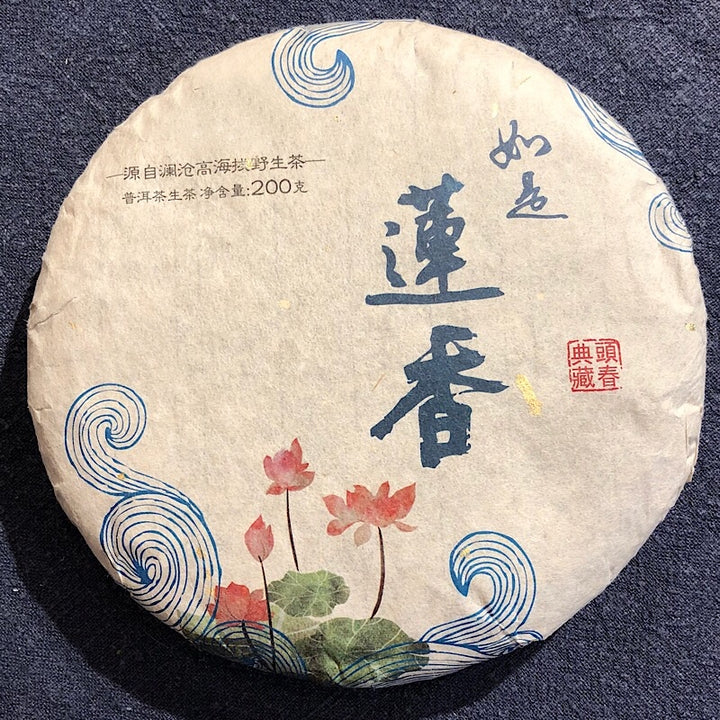 源自澜沧高海拔野生茶
普洱茶生茶 净含量:200克
如是
蓮香
頭春
典藏